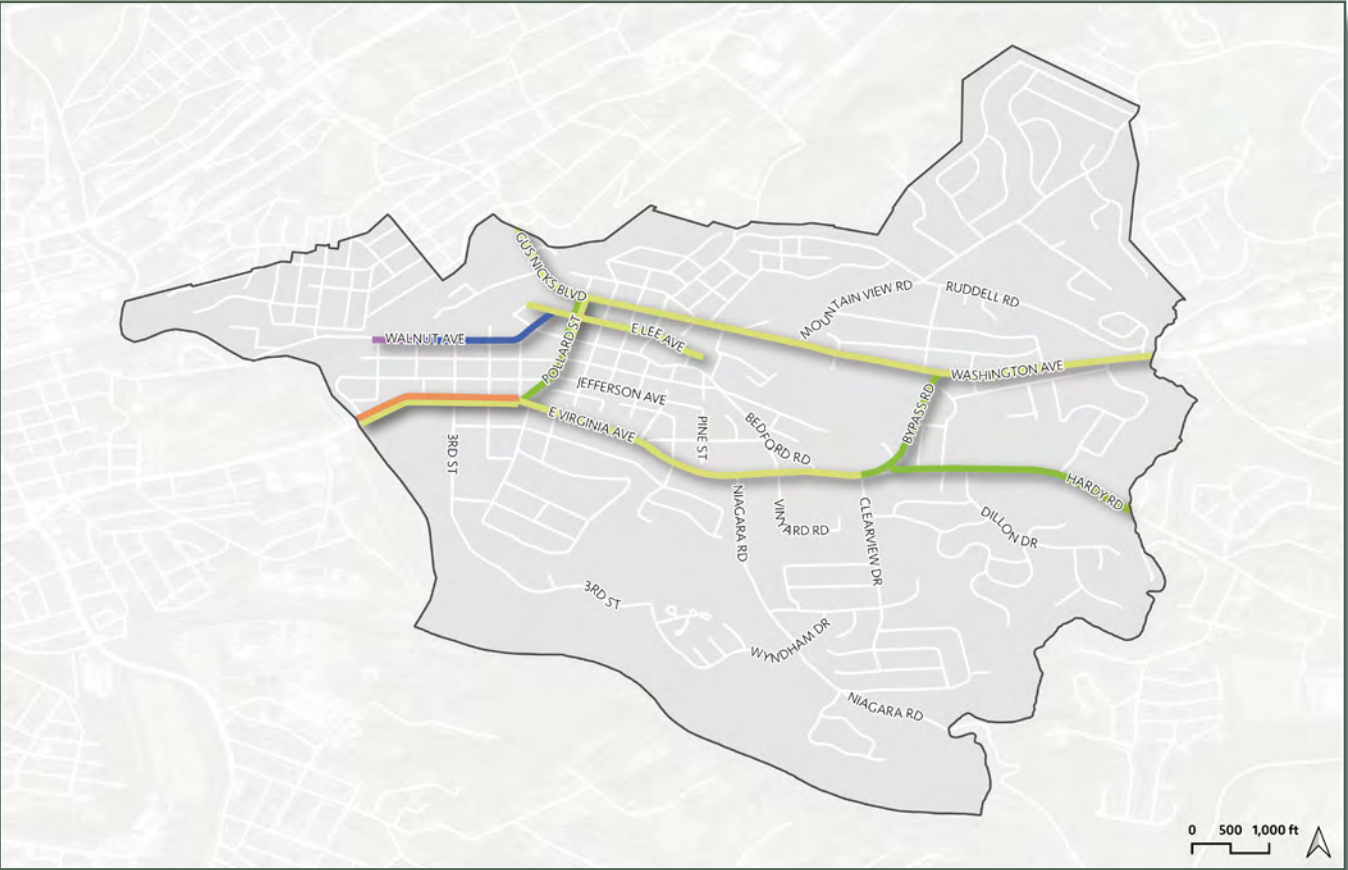 GUS NICKS BLVD
MOUNTAIN VIEW RD
RUDDELL RD
WALNUT AVE
E LEE AVE
POLLARD ST
WASHINGTON AVE
JEFFERSON AVE
E VIRGINIA AVE
BYPASS RD
3RD ST
PINE ST
BEDFORD RD
HARDY RD
NIAGARA RD
VINYARD RD
CLEARVIEW DR
DILLON DR
3RD ST
WYNDHAM DR
NIAGARA RD
0 500 1,000 ft